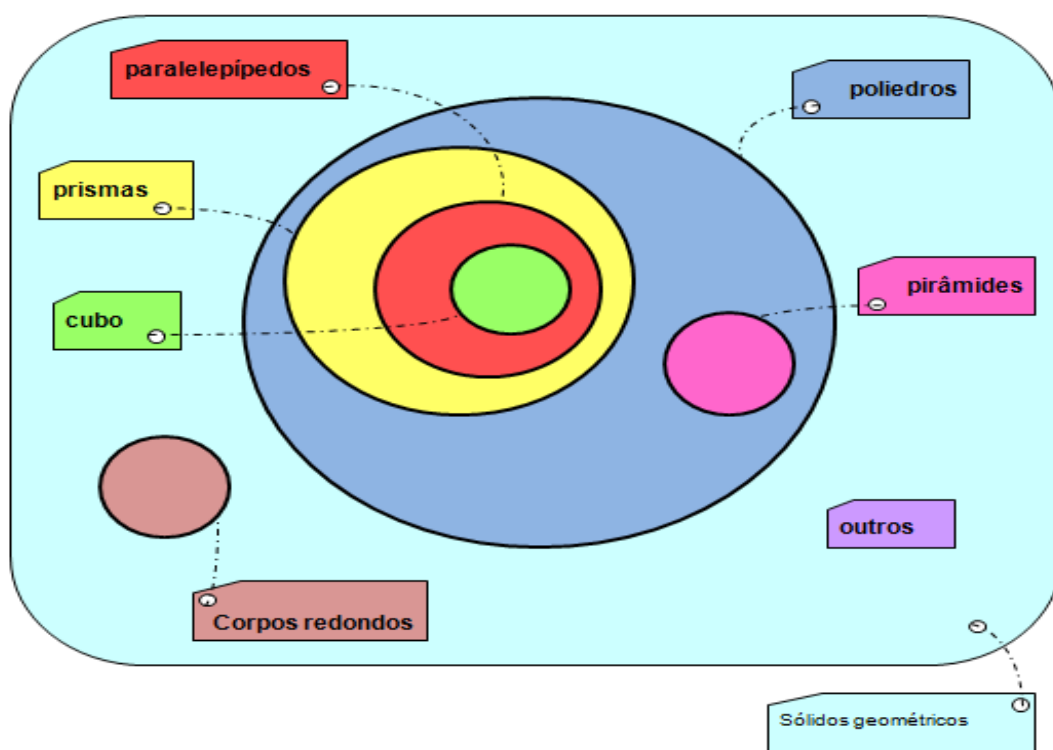 paralelepípedos
poliedros
prismas
pirâmides
cubo
outros
Corpos redondos
Sólidos geométricos